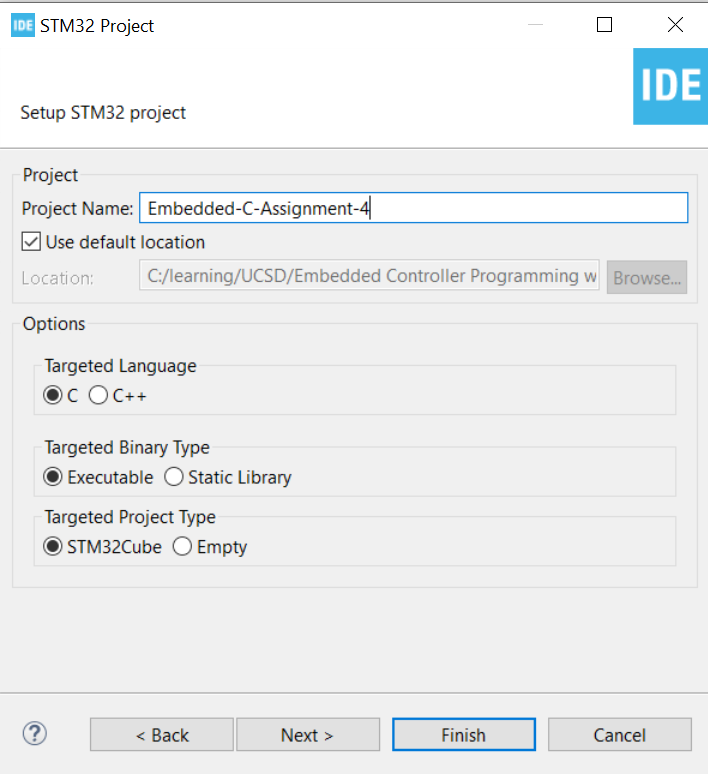 IDE STM32 Project
IDE
Setup STM32 project
Project
Project Name: Embedded-C-Assignment-4
Use default location
Location: C:/learning/UCSD/Embedded Controller Programming w Browse...
Options
Targeted Language
C C++
Targeted Binary Type
Executable Static Library
Targeted Project Type
STM32Cube Empty
? < Back Next > Finish Cancel